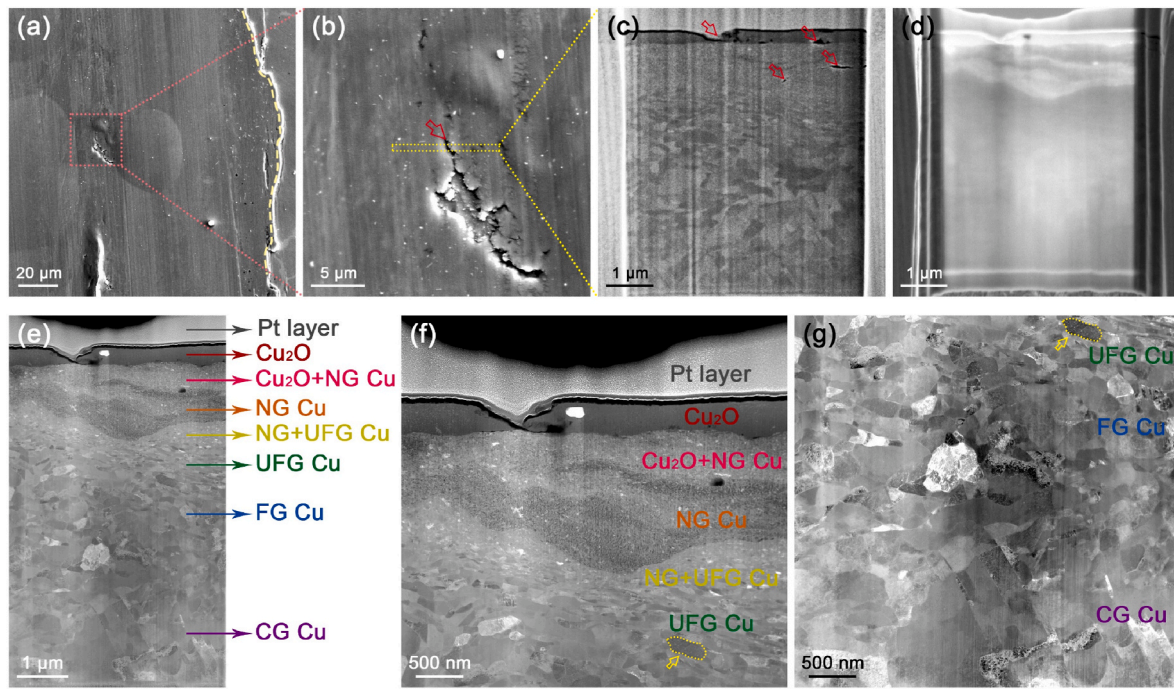 (a)
20 μm
(b)
5 μm
(c)
1 μm
(d)
1 μm
(e)
Pt layer
Cu₂O
Cu₂O+NG Cu
NG Cu
NG+UFG Cu
UFG Cu
FG Cu
CG Cu
1 μm
(f)
Pt layer
Cu₂O
Cu₂O+NG Cu
NG Cu
NG+UFG Cu
UFG Cu
500 nm
(g)
UFG Cu
FG Cu
CG Cu
500 nm